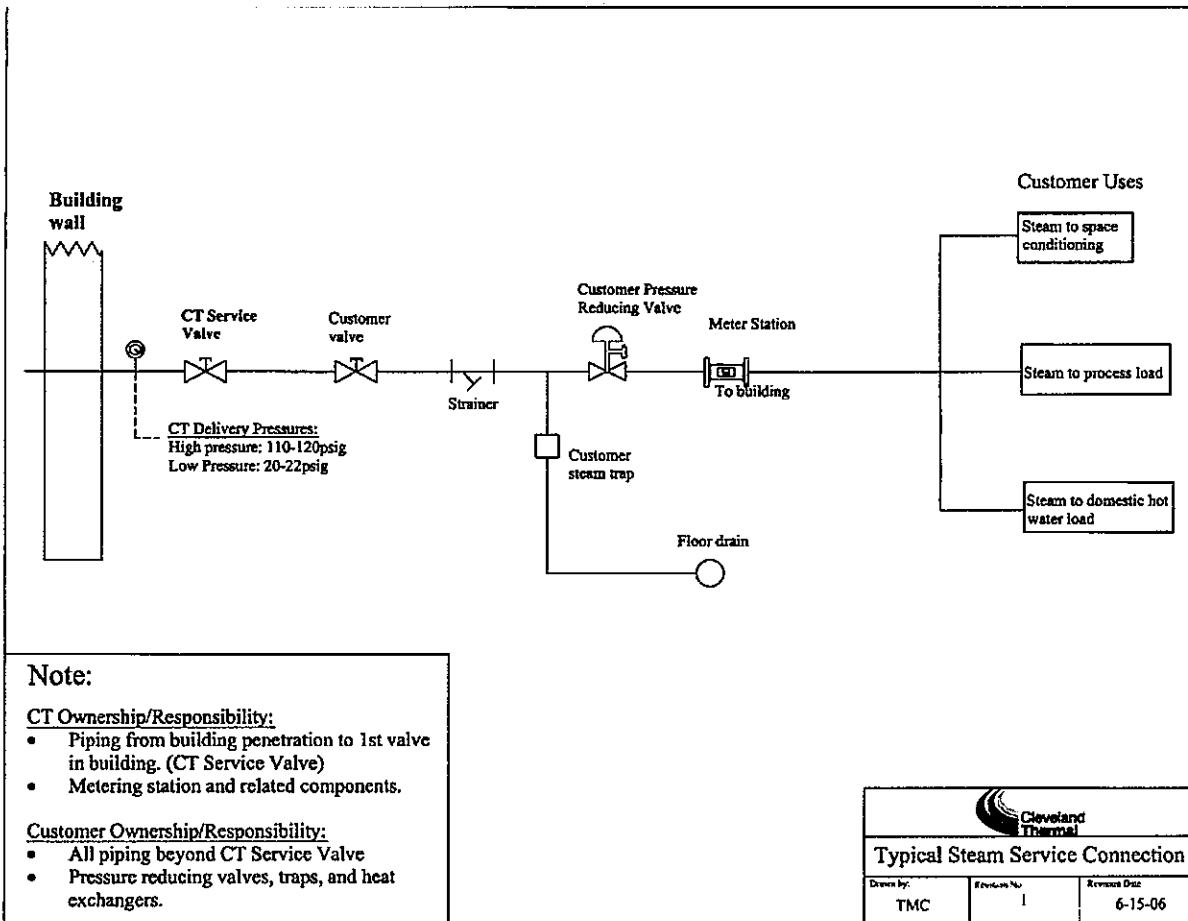 Customer Uses
Building
wall
Steam to space
conditioning
CT Service
Valve
Customer
valve
Customer Pressure
Reducing Valve
Meter Station
Steam to process load
To building
Strainer
CT Delivery Pressures:
High pressure: 110-120psig
Low Pressure: 20-22psig
Customer
steam trap
Steam to domestic hot
water load
Floor drain
Note:
CT Ownership/Responsibility:
• Piping from building penetration to 1st valve
in building. (CT Service Valve)
• Metering station and related components.
Customer Ownership/Responsibility:
• All piping beyond CT Service Valve
• Pressure reducing valves, traps, and heat
exchangers.
Cleveland
Thermal
Typical Steam Service Connection
Drawn by:
TMC
Revision No
1
Revision Date
6-15-06